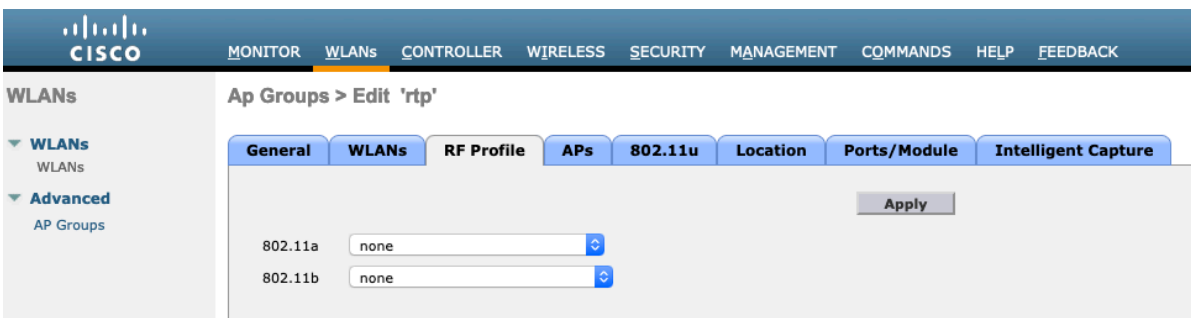 CISCO
MONITOR WLANs CONTROLLER WIRELESS SECURITY MANAGEMENT COMMANDS HELP FEEDBACK
WLANs
Ap Groups > Edit 'rtp'
WLANs
WLANs
Advanced
AP Groups
General WLANs RF Profile APs 802.11u Location Ports/Module Intelligent Capture
Apply
802.11a none
802.11b none